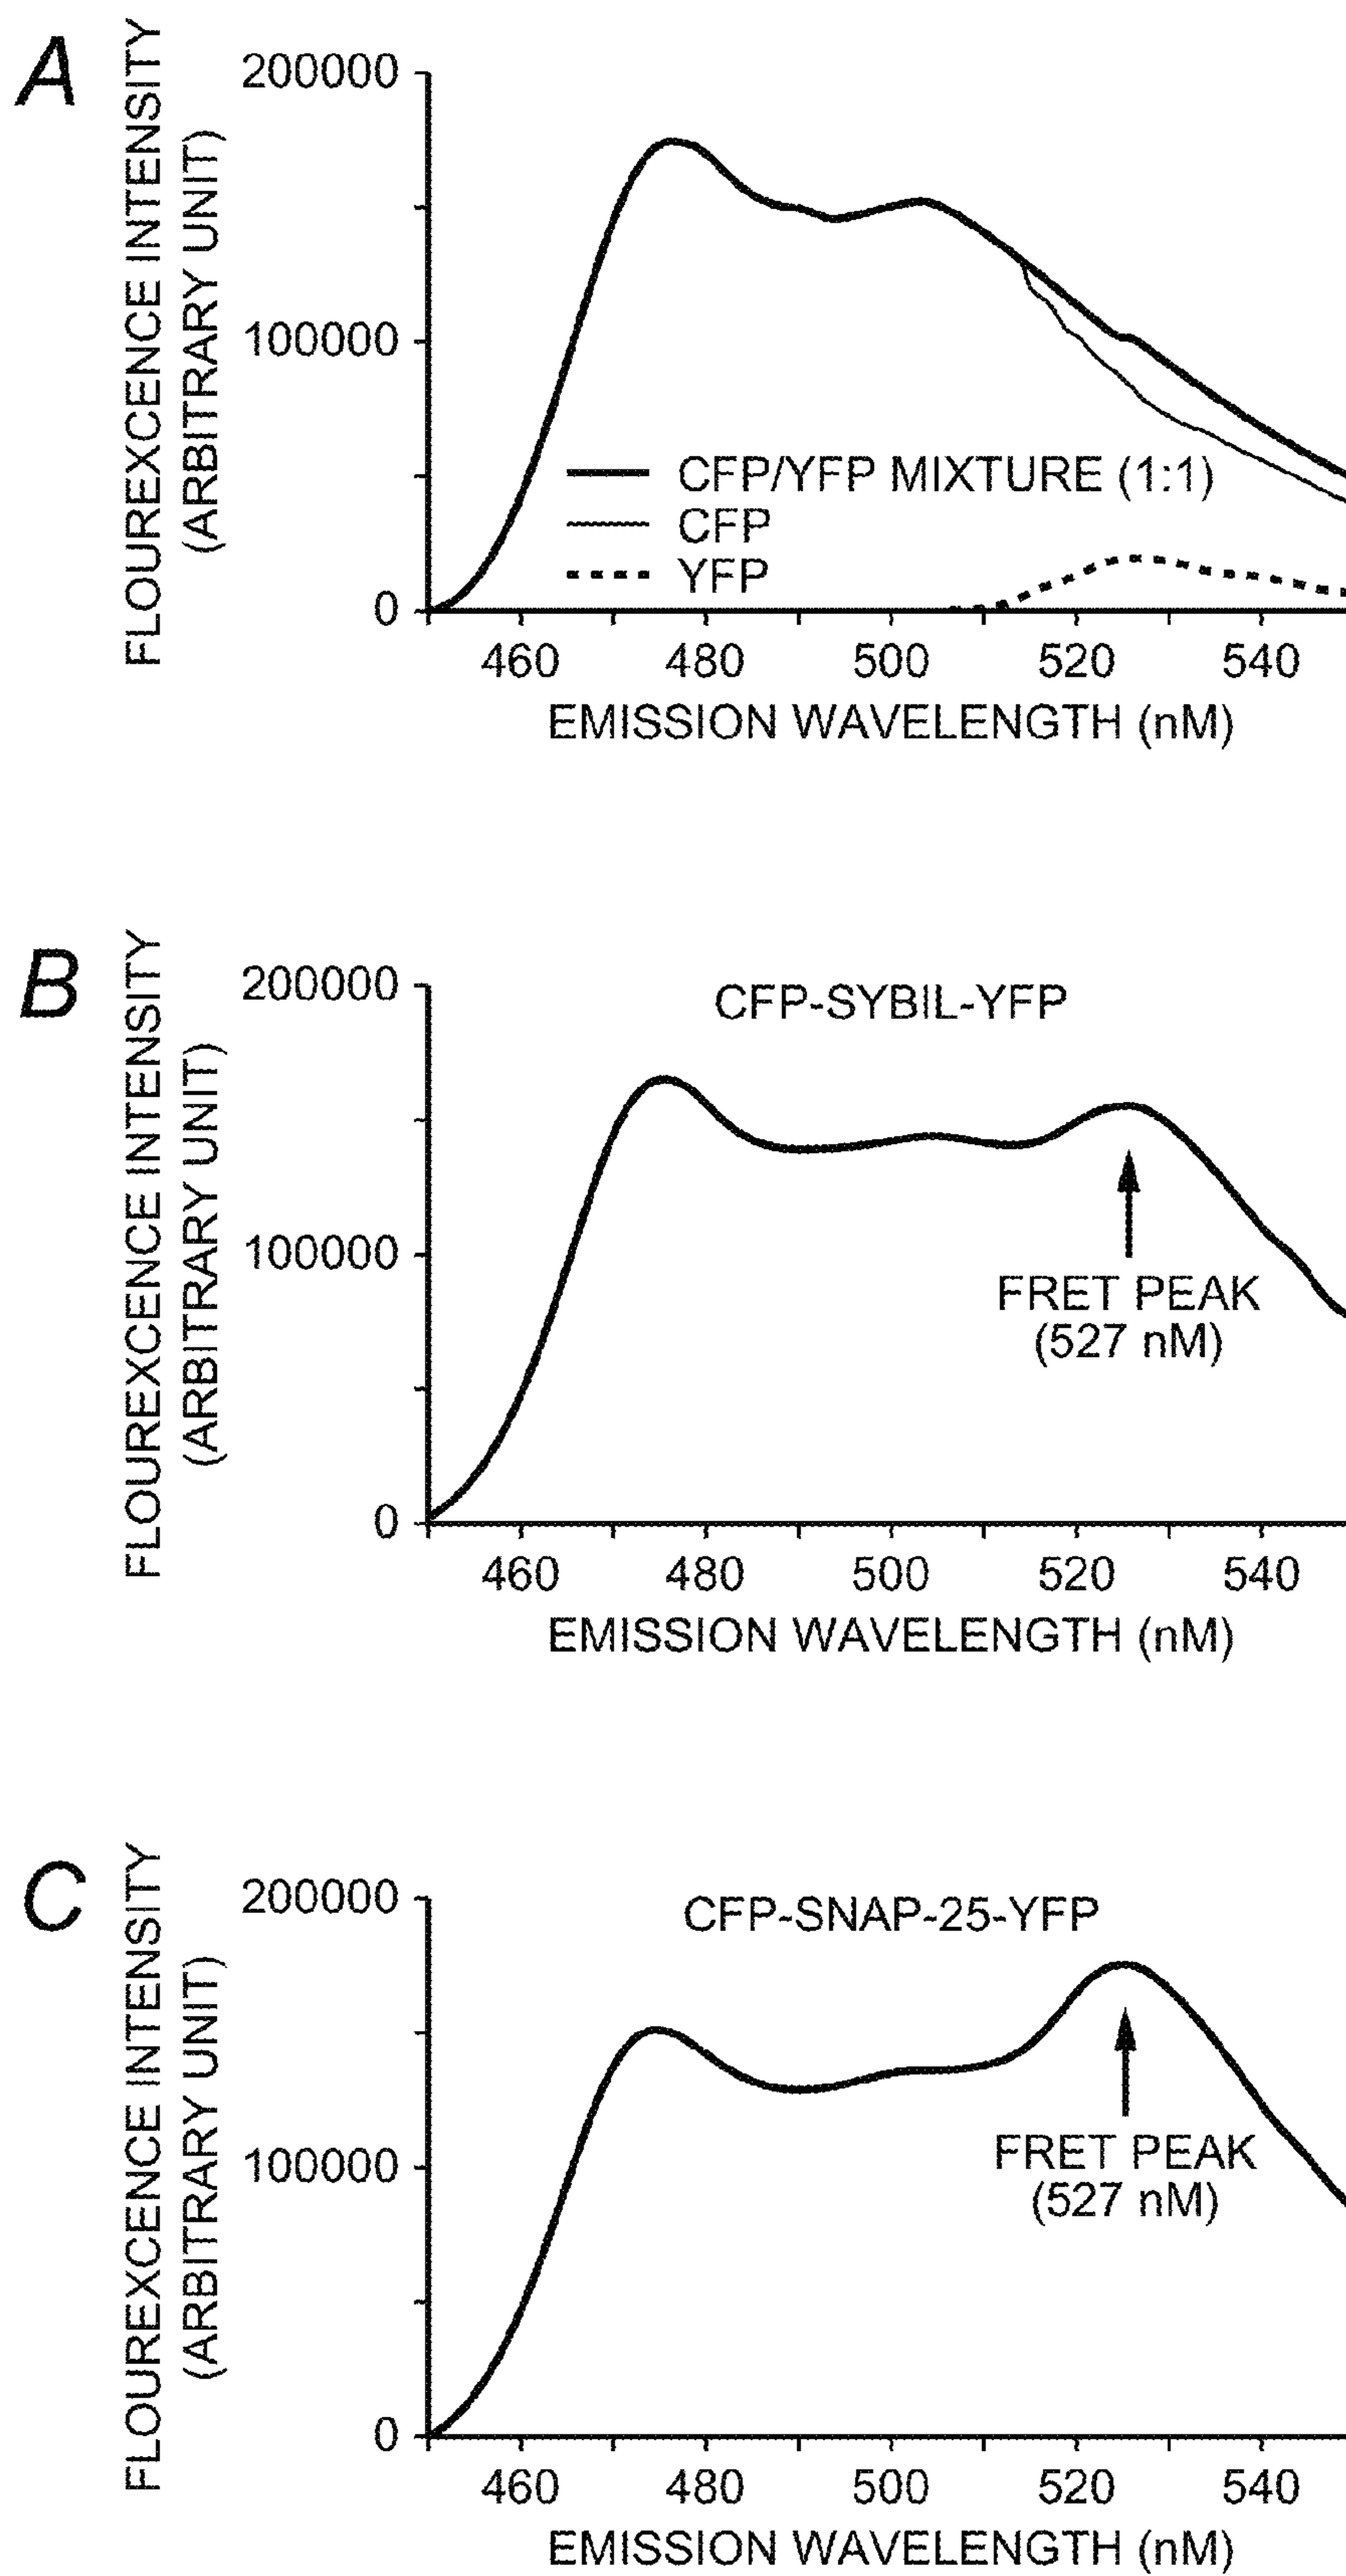 A
FLOUREXCENCE INTENSITY
(ARBITRARY UNIT)
200000
100000
0
CFP/YFP MIXTURE (1:1)
CFP
YFP
460 480 500 520 540
EMISSION WAVELENGTH (nM)
B
FLOUREXCENCE INTENSITY
(ARBITRARY UNIT)
200000
100000
0
CFP-SYBIL-YFP
FRET PEAK
(527 nM)
460 480 500 520 540
EMISSION WAVELENGTH (nM)
C
FLOUREXCENCE INTENSITY
(ARBITRARY UNIT)
200000
100000
0
CFP-SNAP-25-YFP
FRET PEAK
(527 nM)
460 480 500 520 540
EMISSION WAVELENGTH (nM)